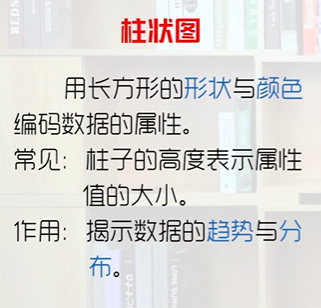 柱状图
用长方形的形状与颜色
编码数据的属性。
常见：柱子的高度表示属性
值的大小。
作用：揭示数据的趋势与分
布。